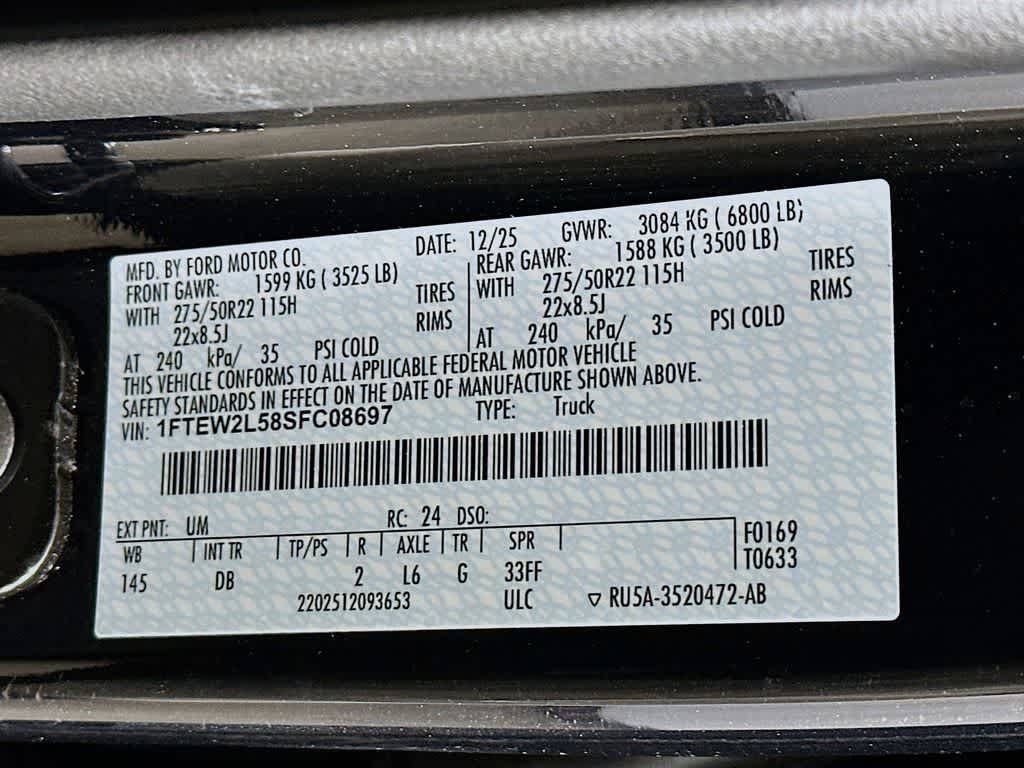 MFD. BY FORD MOTOR CO. DATE: 12/25 GVWR: 3084 KG ( 6800 LB)
FRONT GAWR: 1599 KG ( 3525 LB) REAR GAWR: 1588 KG ( 3500 LB)
WITH 275/50R22 115H TIRES WITH 275/50R22 115H TIRES
22x8.5J RIMS 22x8.5J RIMS
AT 240 kPa/ 35 PSI COLD AT 240 kPa/ 35 PSI COLD
THIS VEHICLE CONFORMS TO ALL APPLICABLE FEDERAL MOTOR VEHICLE
SAFETY STANDARDS IN EFFECT ON THE DATE OF MANUFACTURE SHOWN ABOVE.
VIN: 1FTEW2L58SFC08697 TYPE: Truck
EXT PNT: UM RC: 24 DSO:
WB INT TR TP/PS R AXLE TR SPR F0169
145 DB 2 L6 G 33FF T0633
2202512093653 ULC ▽ RU5A-3520472-AB